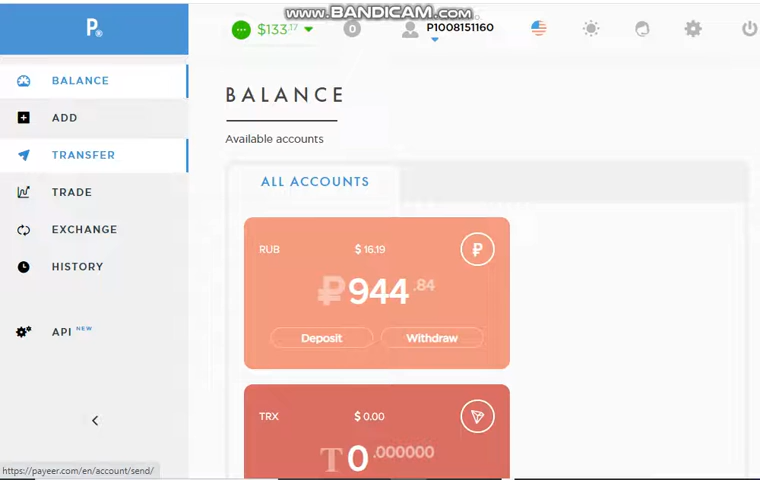 WWW.BANDICAM.COM
P®
$133.17
0
P1008151160
BALANCE
ADD
TRANSFER
TRADE
EXCHANGE
HISTORY
API NEW
BALANCE
Available accounts
ALL ACCOUNTS
RUB
$ 16.19
₽
₽944.84
Deposit
Withdraw
TRX
$ 0.00
T0.000000
https://payeer.com/en/account/send/